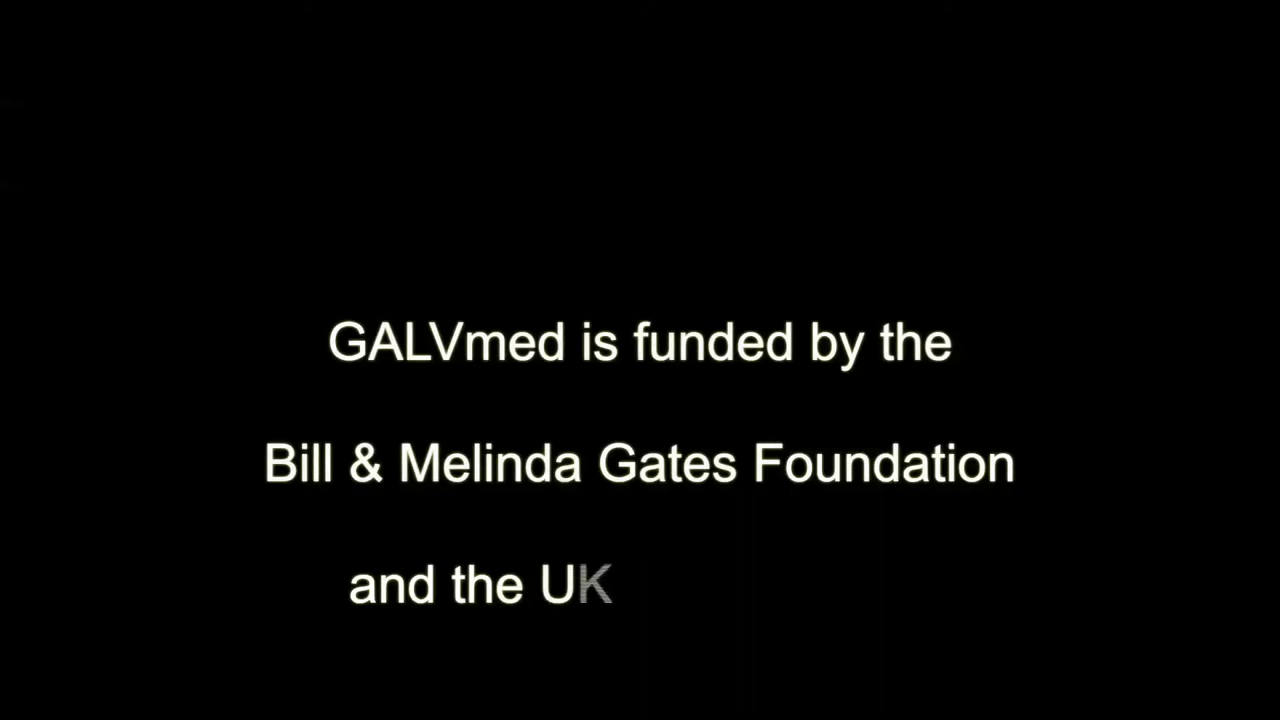 GALVmed is funded by the
Bill & Melinda Gates Foundation
and the UK